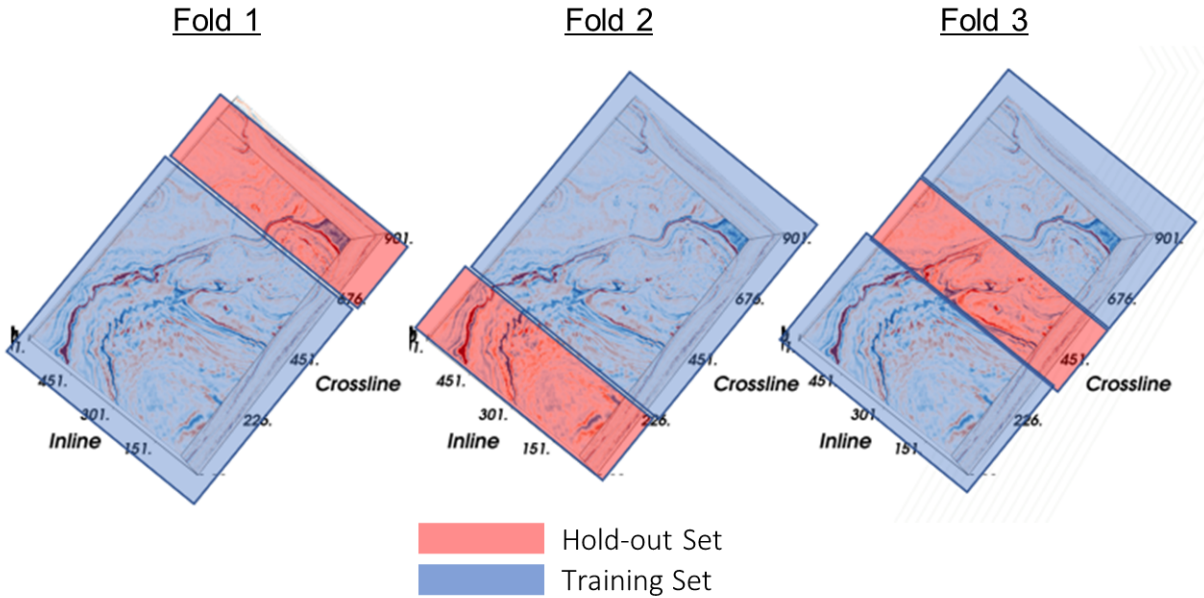 Fold 1
Fold 2
Fold 3
901.
676.
451.
226.
Crossline
1.
451.
301.
151.
Inline
901.
676.
451.
226.
Crossline
1.
451.
301.
151.
Inline
901.
676.
451.
226.
Crossline
451.
301
151
Inline
Hold-out Set
Training Set